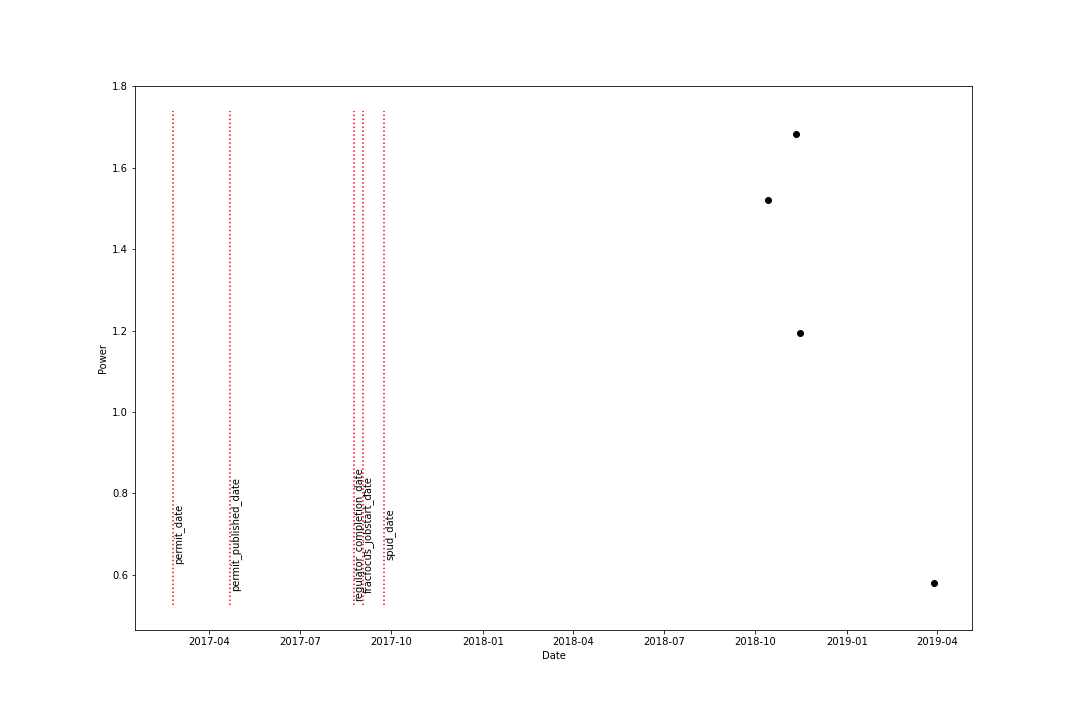 1.8
1.6
1.4
1.2
1.0
0.8
0.6
Power
permit_date
permit_published_date
regulator_completion_date
fracfocus_jobstart_date
spud_date
2017-04
2017-07
2017-10
2018-01
2018-04
2018-07
2018-10
2019-01
2019-04
Date